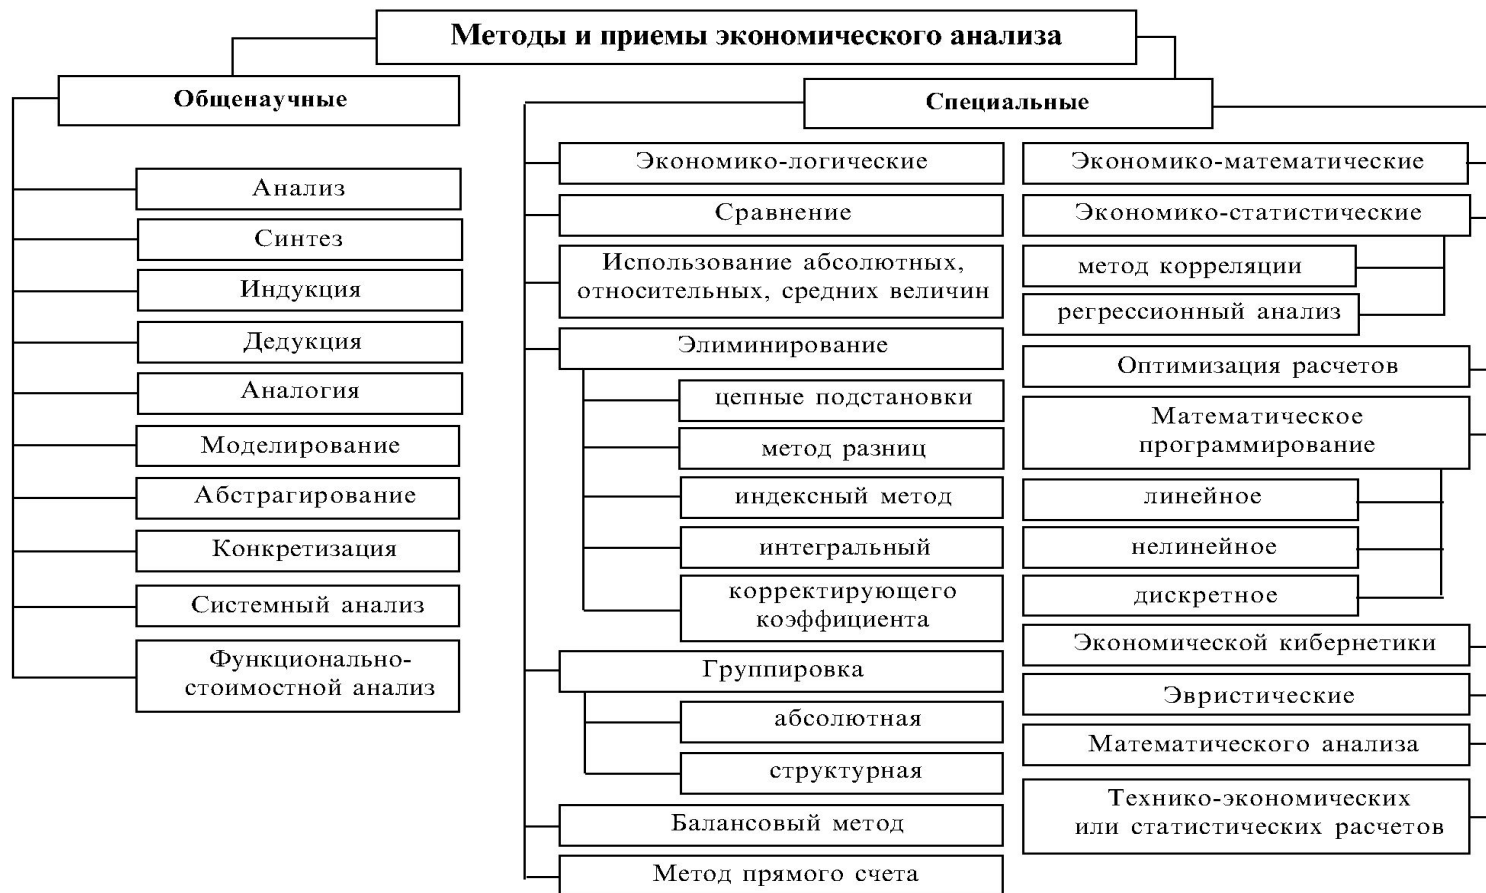 Методы и приемы экономического анализа
Общенаучные
Анализ
Синтез
Индукция
Дедукция
Аналогия
Моделирование
Абстрагирование
Конкретизация
Системный анализ
Функционально-
стоимостной анализ
Специальные
Экономико-логические
Сравнение
Использование абсолютных,
относительных, средних величин
Элиминирование
цепные подстановки
метод разниц
индексный метод
интегральный
корректирующего
коэффициента
Группировка
абсолютная
структурная
Балансовый метод
Метод прямого счета
Экономико-математические
Экономико-статистические
метод корреляции
регрессионный анализ
Оптимизация расчетов
Математическое
программирование
линейное
нелинейное
дискретное
Экономической кибернетики
Эвристические
Математического анализа
Технико-экономических
или статистических расчетов